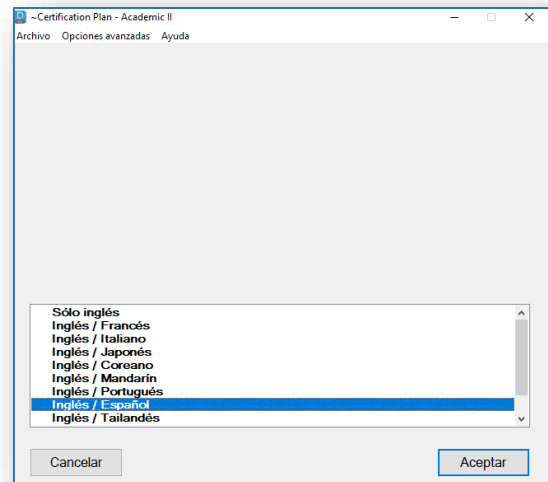 ~Certification Plan - Academic II
Archivo Opciones avanzadas Ayuda
Sólo inglés
Inglés / Francés
Inglés / Italiano
Inglés / Japonés
Inglés / Coreano
Inglés / Mandarín
Inglés / Portugués
Inglés / Español
Inglés / Tailandés
Cancelar Aceptar